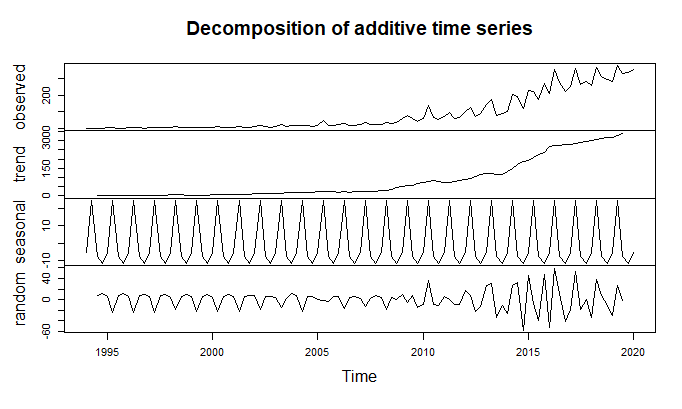 Decomposition of additive time series
observed
200
0
trend
300
150
0
seasonal
10
-10
random
40
0
-60
1995 2000 2005 2010 2015 2020
Time